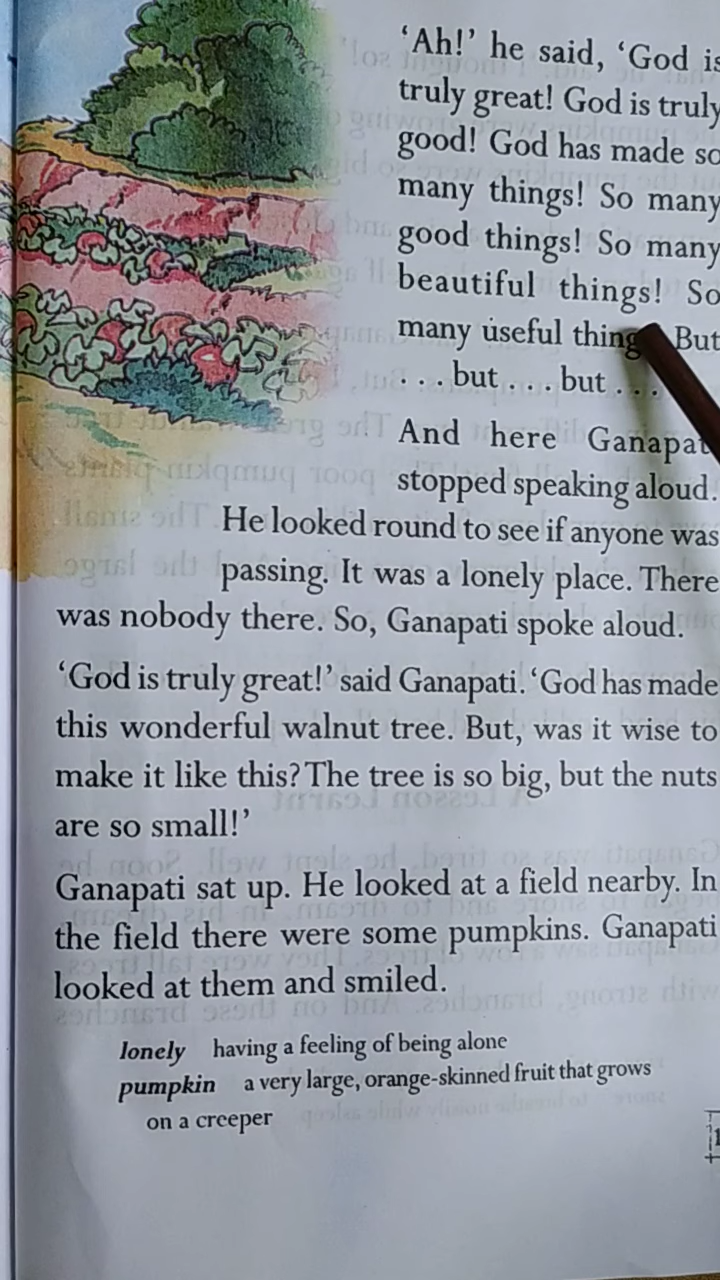 ‘Ah!’ he said, ‘God is
truly great! God is truly
good! God has made so
many things! So many
good things! So many
beautiful things! So
many useful thing But
. . . but . . . but . . .
And here Ganapat
stopped speaking aloud.
He looked round to see if anyone was
passing. It was a lonely place. There
was nobody there. So, Ganapati spoke aloud.
‘God is truly great!’ said Ganapati. ‘God has made
this wonderful walnut tree. But, was it wise to
make it like this? The tree is so big, but the nuts
are so small!’
Ganapati sat up. He looked at a field nearby. In
the field there were some pumpkins. Ganapati
looked at them and smiled.
lonely having a feeling of being alone
pumpkin a very large, orange-skinned fruit that grows
on a creeper